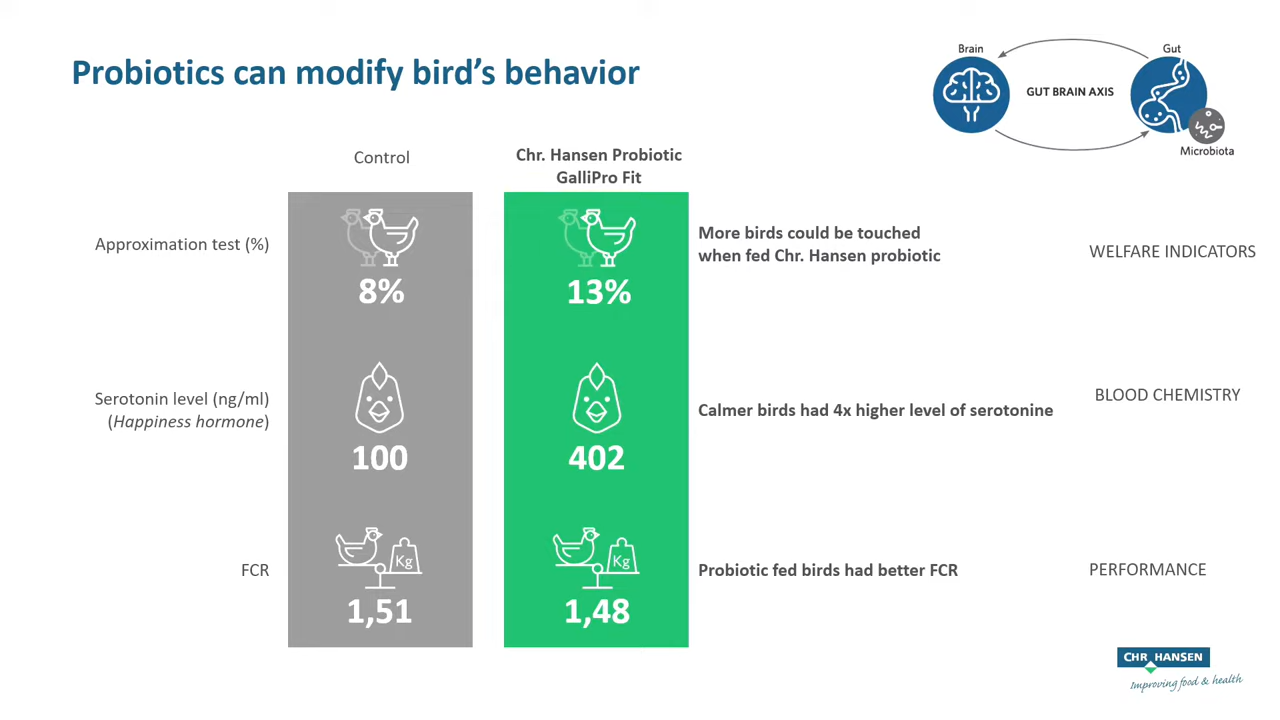 Probiotics can modify bird's behavior
Brain
Gut
GUT BRAIN AXIS
Microbiota
Control
Chr. Hansen Probiotic
GalliPro Fit
Approximation test (%)
8%
13%
More birds could be touched
when fed Chr. Hansen probiotic
WELFARE INDICATORS
Serotonin level (ng/ml)
(Happiness hormone)
100
402
Calmer birds had 4x higher level of serotonine
BLOOD CHEMISTRY
FCR
Kg
1,51
Kg
1,48
Probiotic fed birds had better FCR
PERFORMANCE
CHR HANSEN
Improving food & health